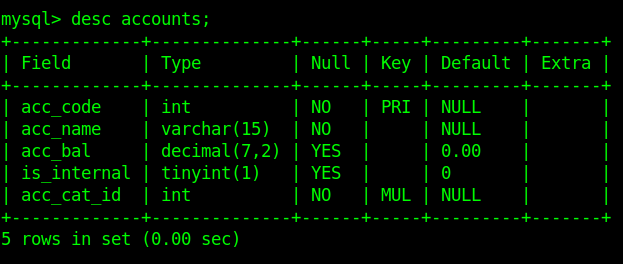 mysql> desc accounts;
+-------------+--------------+------+-----+---------+-------+
| Field       | Type         | Null | Key | Default | Extra |
+-------------+--------------+------+-----+---------+-------+
| acc_code    | int          | NO   | PRI | NULL    |       |
| acc_name    | varchar(15)  | NO   |     | NULL    |       |
| acc_bal     | decimal(7,2) | YES  |     | 0.00    |       |
| is_internal | tinyint(1)   | YES  |     | 0       |       |
| acc_cat_id  | int          | NO   | MUL | NULL    |       |
+-------------+--------------+------+-----+---------+-------+
5 rows in set (0.00 sec)